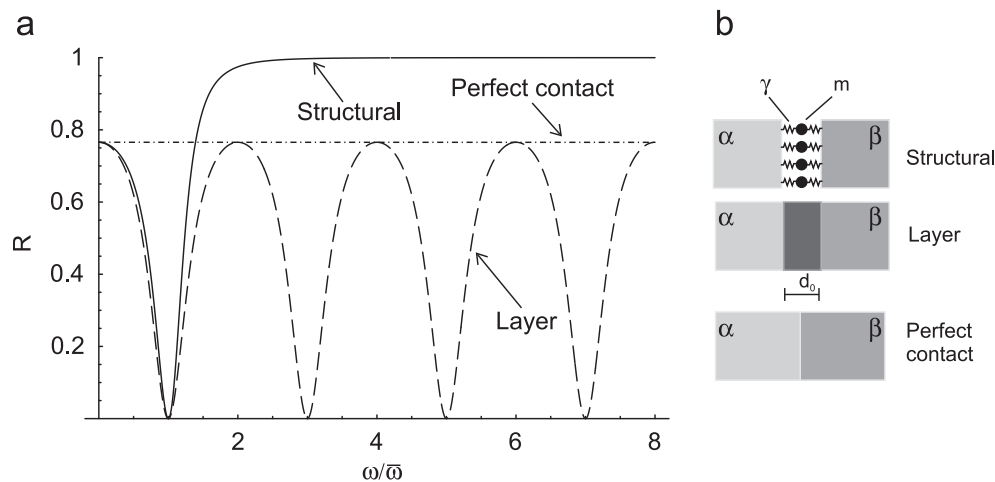 a
b
1
0.8
0.6
0.4
0.2
R
2
4
6
8
ω/ω̅
Structural
Perfect contact
Layer
γ
m
α
β
Structural
α
β
Layer
d₀
α
β
Perfect
contact